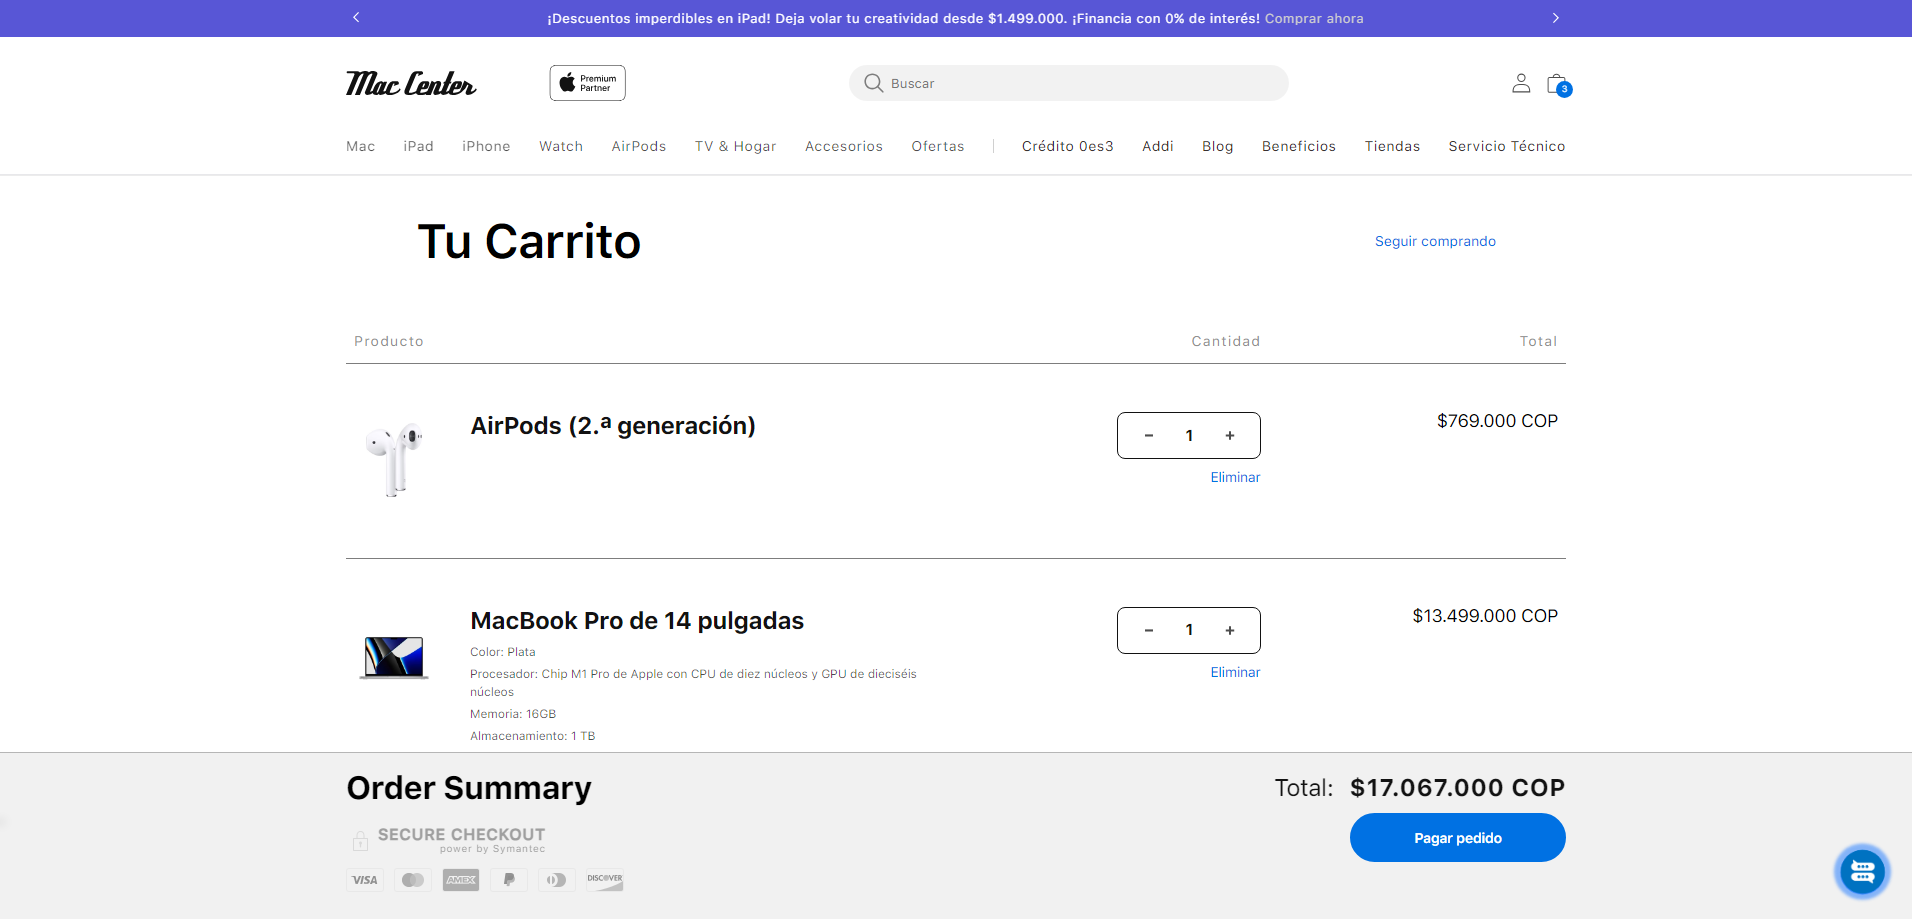 ¡Descuentos imperdibles en iPad! Deja volar tu creatividad desde $1.499.000. ¡Financia con 0% de interés! Comprar ahora
Mac Center
Premium
Partner
Buscar
3
Mac iPad iPhone Watch AirPods TV & Hogar Accesorios Ofertas Crédito 0es3 Addi Blog Beneficios Tiendas Servicio Técnico
Tu Carrito
Seguir comprando
Producto Cantidad Total
AirPods (2.ª generación)
− 1 +
$769.000 COP
Eliminar
MacBook Pro de 14 pulgadas
− 1 +
$13.499.000 COP
Color: Plata
Eliminar
Procesador: Chip M1 Pro de Apple con CPU de diez núcleos y GPU de dieciséis
núcleos
Memoria: 16GB
Almacenamiento: 1 TB
Order Summary
Total: $17.067.000 COP
SECURE CHECKOUT
power by Symantec
Pagar pedido
VISA
AMEX
DISCOVER